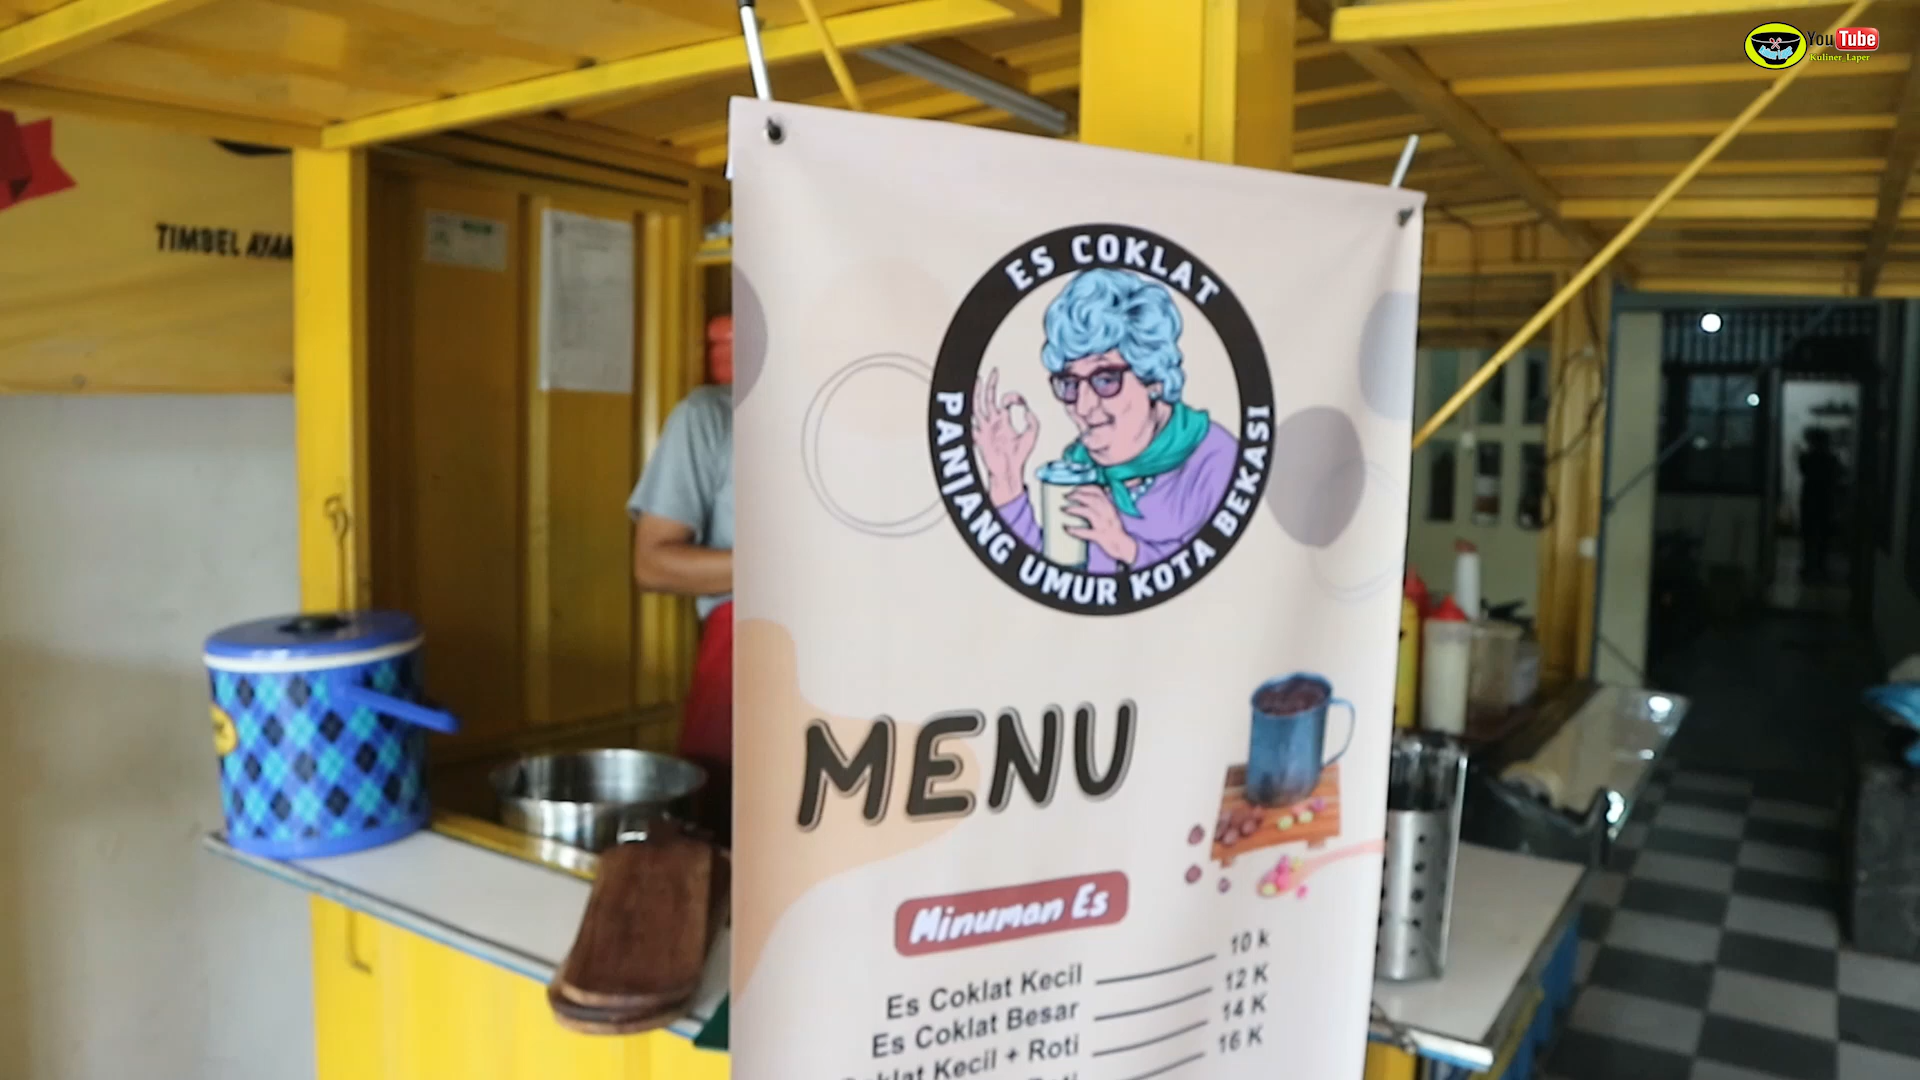 YouTube
Kuliner Laper
TIMBEL AYAM
ES COKLAT
PANJANG UMUR KOTA BEKASI
MENU
Minuman Es
Es Coklat Kecil 10 k
Es Coklat Besar 12 K
Kecil + Roti 14 K
16 K